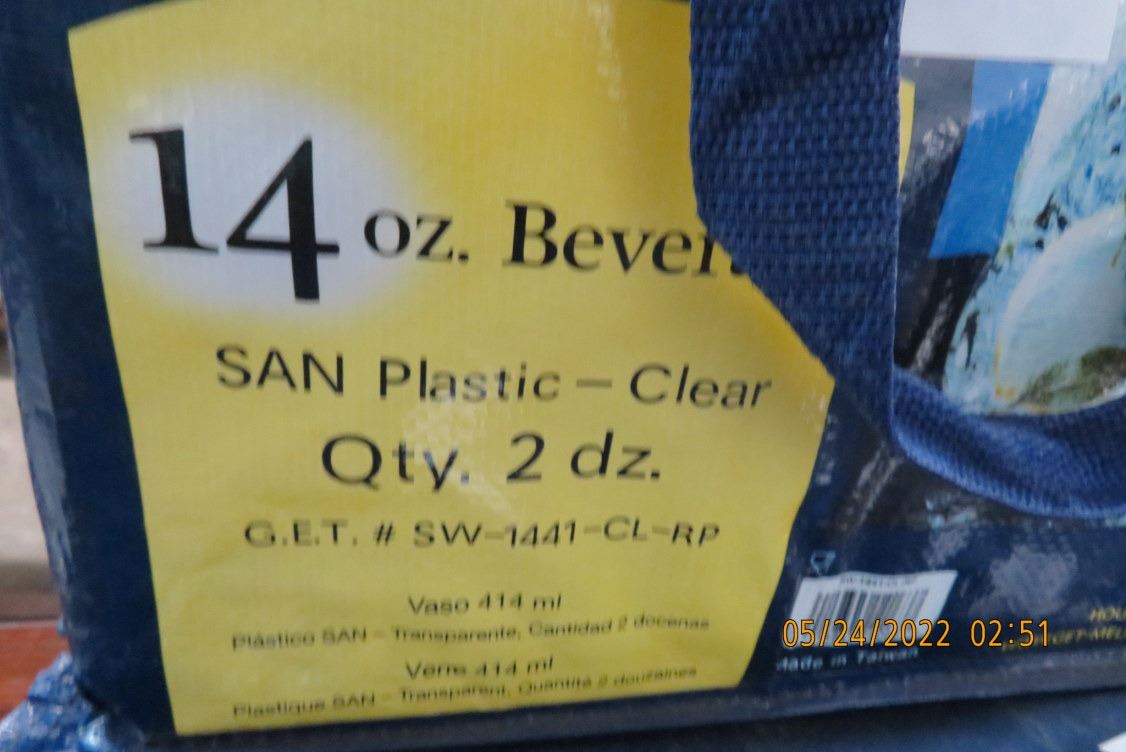 14 oz. Bever
SAN Plastic – Clear
Qty. 2 dz.
G.E.T. # SW-1441-CL-RP
Vaso 414 ml
Plástico SAN – Transparente, Cantidad 2 docenas
Verre 414 ml
Plastique SAN – Transparent, Quantité 2 douzaines
Made in Taiwan
05/24/2022 02:51